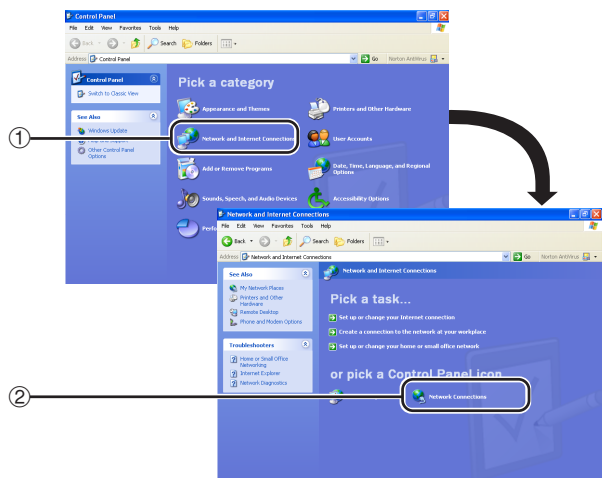 Control Panel
File Edit View Favorites Tools Help
Back Search Folders
Address Control Panel Go Norton AntiVirus
Control Panel
Switch to Classic View
See Also
Windows Update
Help and Support
Other Control Panel
Options
Pick a category
Appearance and Themes
Printers and Other Hardware
① Network and Internet Connections
User Accounts
Add or Remove Programs
Date, Time, Language, and Regional
Options
Sounds, Speech, and Audio Devices
Accessibility Options
Perfo
Network and Internet Connections
File Edit View Favorites Tools Help
Back Search Folders
Address Network and Internet Connections Go Norton AntiVirus
See Also
My Network Places
Printers and Other
Hardware
Remote Desktop
Phone and Modem Options
Troubleshooters
Home or Small Office
Networking
Internet Explorer
Network Diagnostics
Network and Internet Connections
Pick a task...
Set up or change your Internet connection
Create a connection to the network at your workplace
Set up or change your home or small office network
or pick a Control Panel icon
② Network Connections